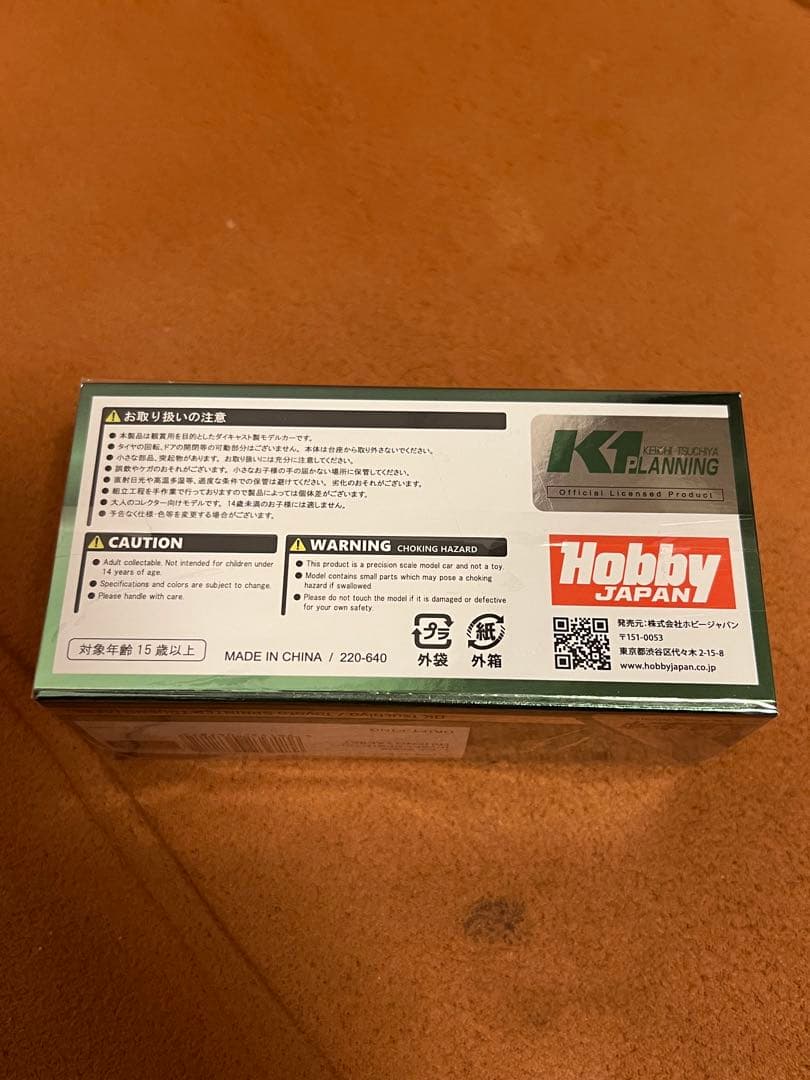 お取り扱いの注意
● 本製品は観賞用を目的としたダイキャスト製モデルカーです。
● タイヤの回転、ドアの開閉等の可動部分はございません。本体は台座から取り外さないでください。
● 小さな部品、突起物があります。お取り扱いには充分に注意してください。
● 誤飲やケガのおそれがございます。小さなお子様の手の届かない場所に保管してください。
● 直射日光や高温多湿等、過度な条件での保管は避けてください。劣化のおそれがございます。
● 組立工程を手作業で行っておりますので製品によっては個体差がございます。
● 大人のコレクター向けモデルです。14歳未満のお子様には適しません。
● 予告なく仕様・色等を変更する場合がございます。
K1 PLANNING
KEIICHI TSUCHIYA
Official Licensed Product
CAUTION
● Adult collectable. Not intended for children under
14 years of age.
● Specifications and colors are subject to change.
● Please handle with care.
WARNING CHOKING HAZARD
● This product is a precision scale model car and not a toy.
● Model contains small parts which may pose a choking
hazard if swallowed.
● Please do not touch the model if it is damaged or defective
for your own safety.
Hobby
JAPAN
対象年齢15歳以上
MADE IN CHINA / 220-640
プラ
外袋
紙
外箱
発売元：株式会社ホビージャパン
〒151-0053
東京都渋谷区代々木 2-15-8
www.hobbyjapan.co.jp